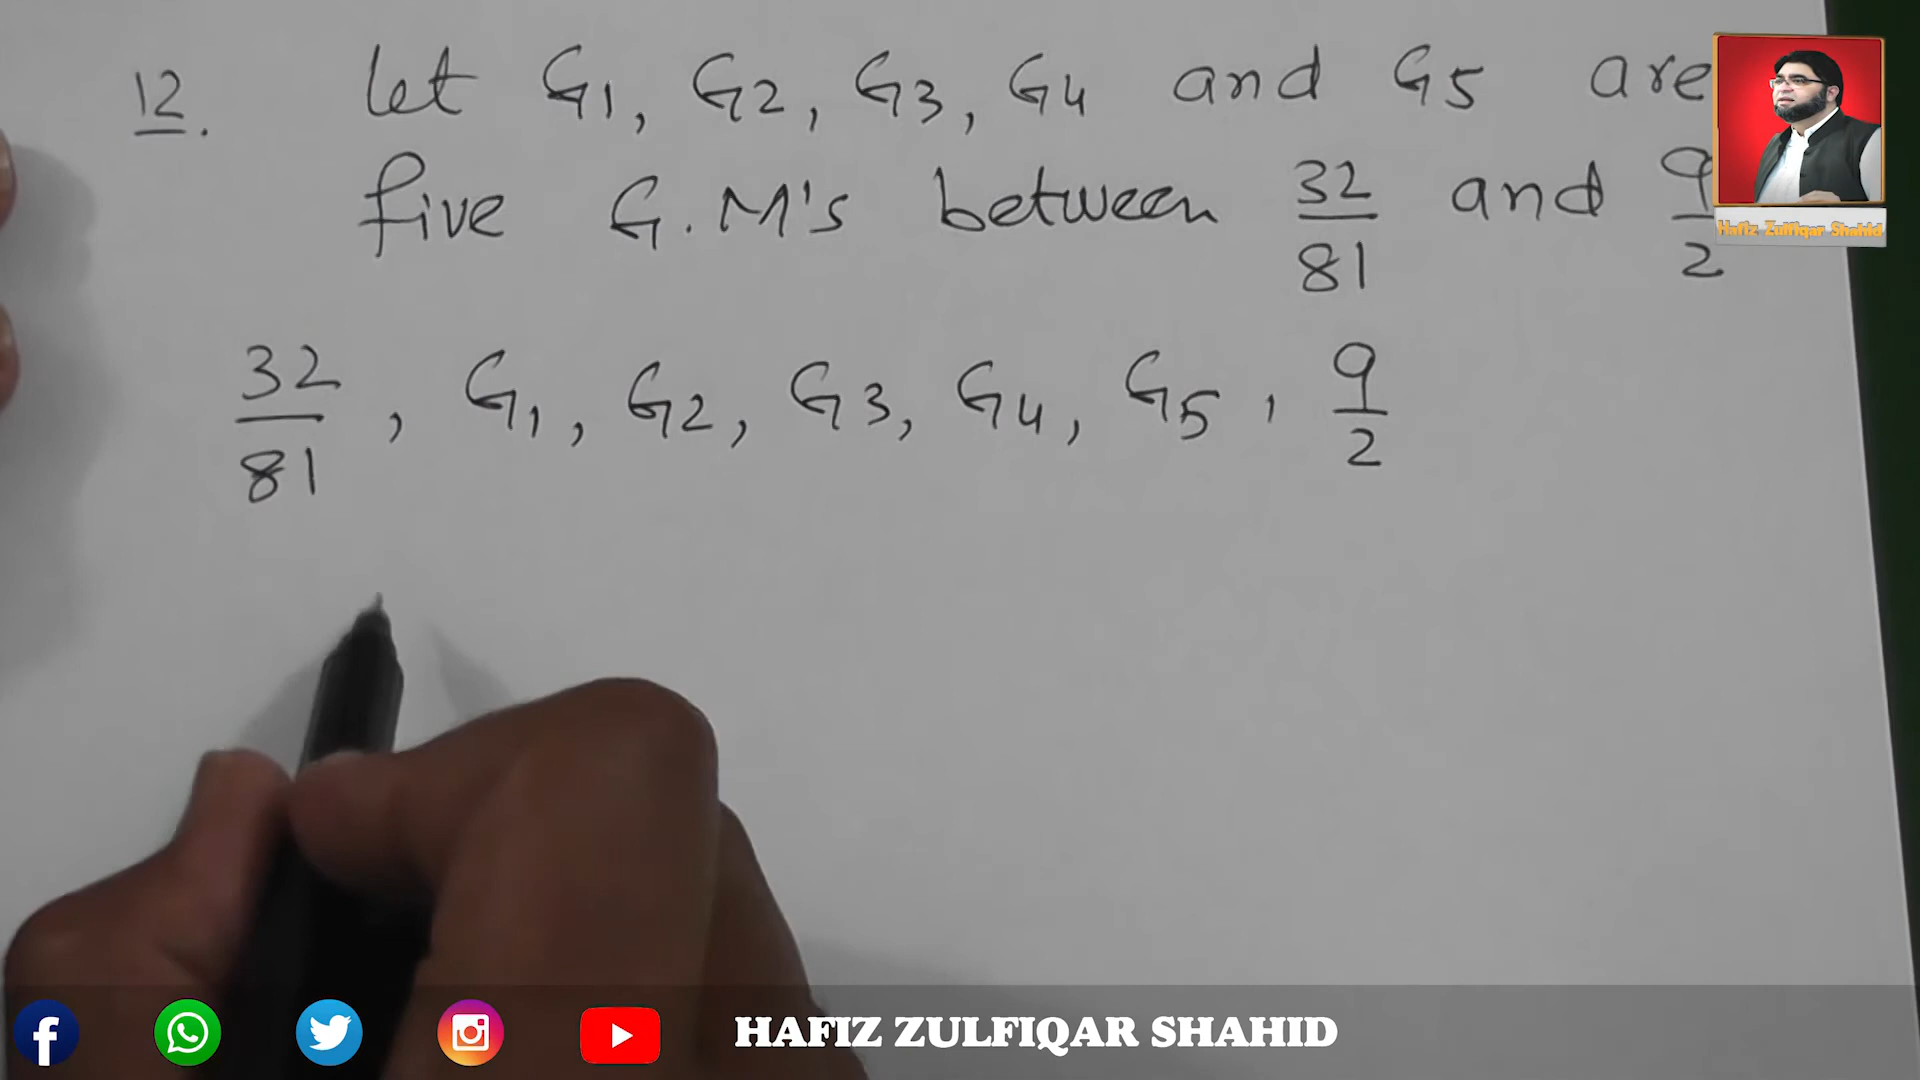 12. Let G1, G2, G3, G4 and G5 are
five G.M's between 32/81 and 9/2
32/81, G1, G2, G3, G4, G5, 9/2
Hafiz Zulfiqar Shahid
HAFIZ ZULFIQAR SHAHID